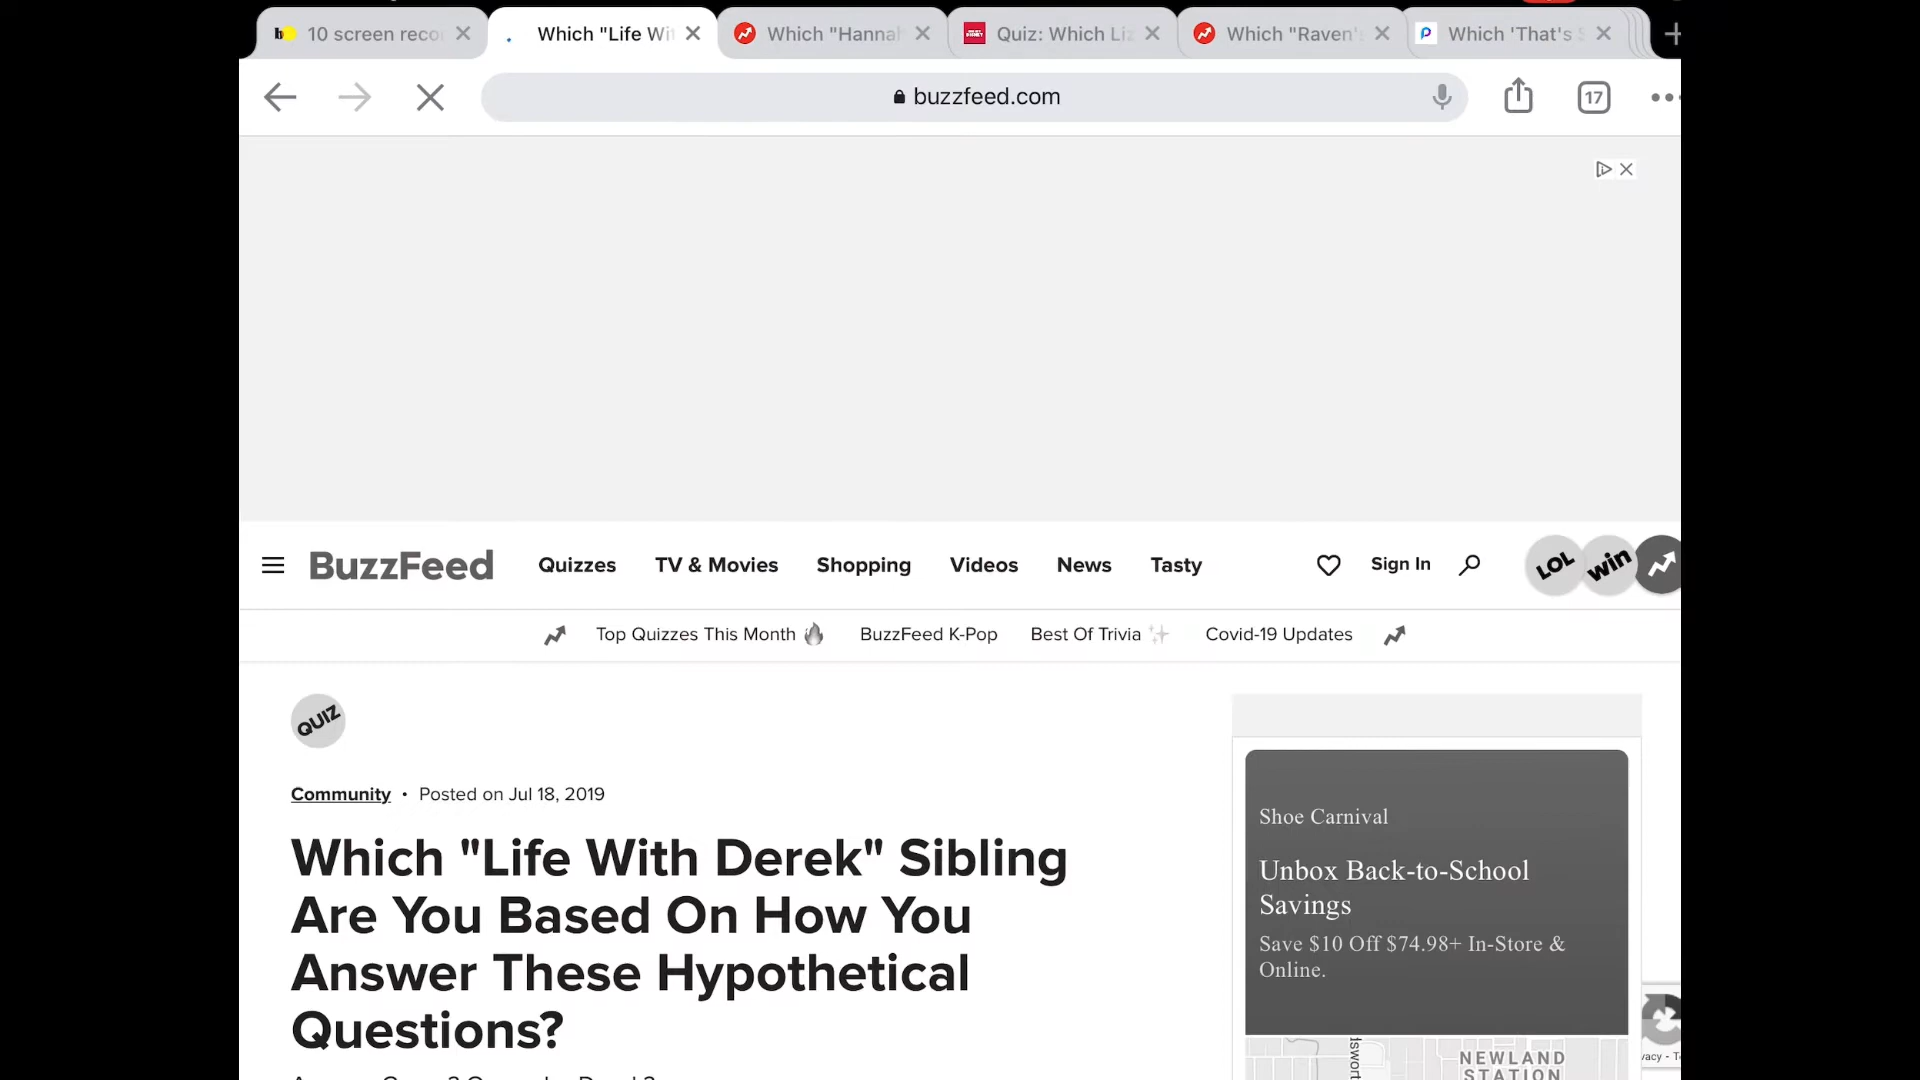 10 screen reco
Which "Life Wit
Which "Hannah
Quiz: Which Liz
Which "Raven's
Which 'That's S
buzzfeed.com
17
BuzzFeed
Quizzes
TV & Movies
Shopping
Videos
News
Tasty
Sign In
LOL
win
Top Quizzes This Month
BuzzFeed K-Pop
Best Of Trivia
Covid-19 Updates
QUIZ
Community • Posted on Jul 18, 2019
Which "Life With Derek" Sibling
Are You Based On How You
Answer These Hypothetical
Questions?
Shoe Carnival
Unbox Back-to-School
Savings
Save $10 Off $74.98+ In-Store &
Online.
NEWLAND
STATION